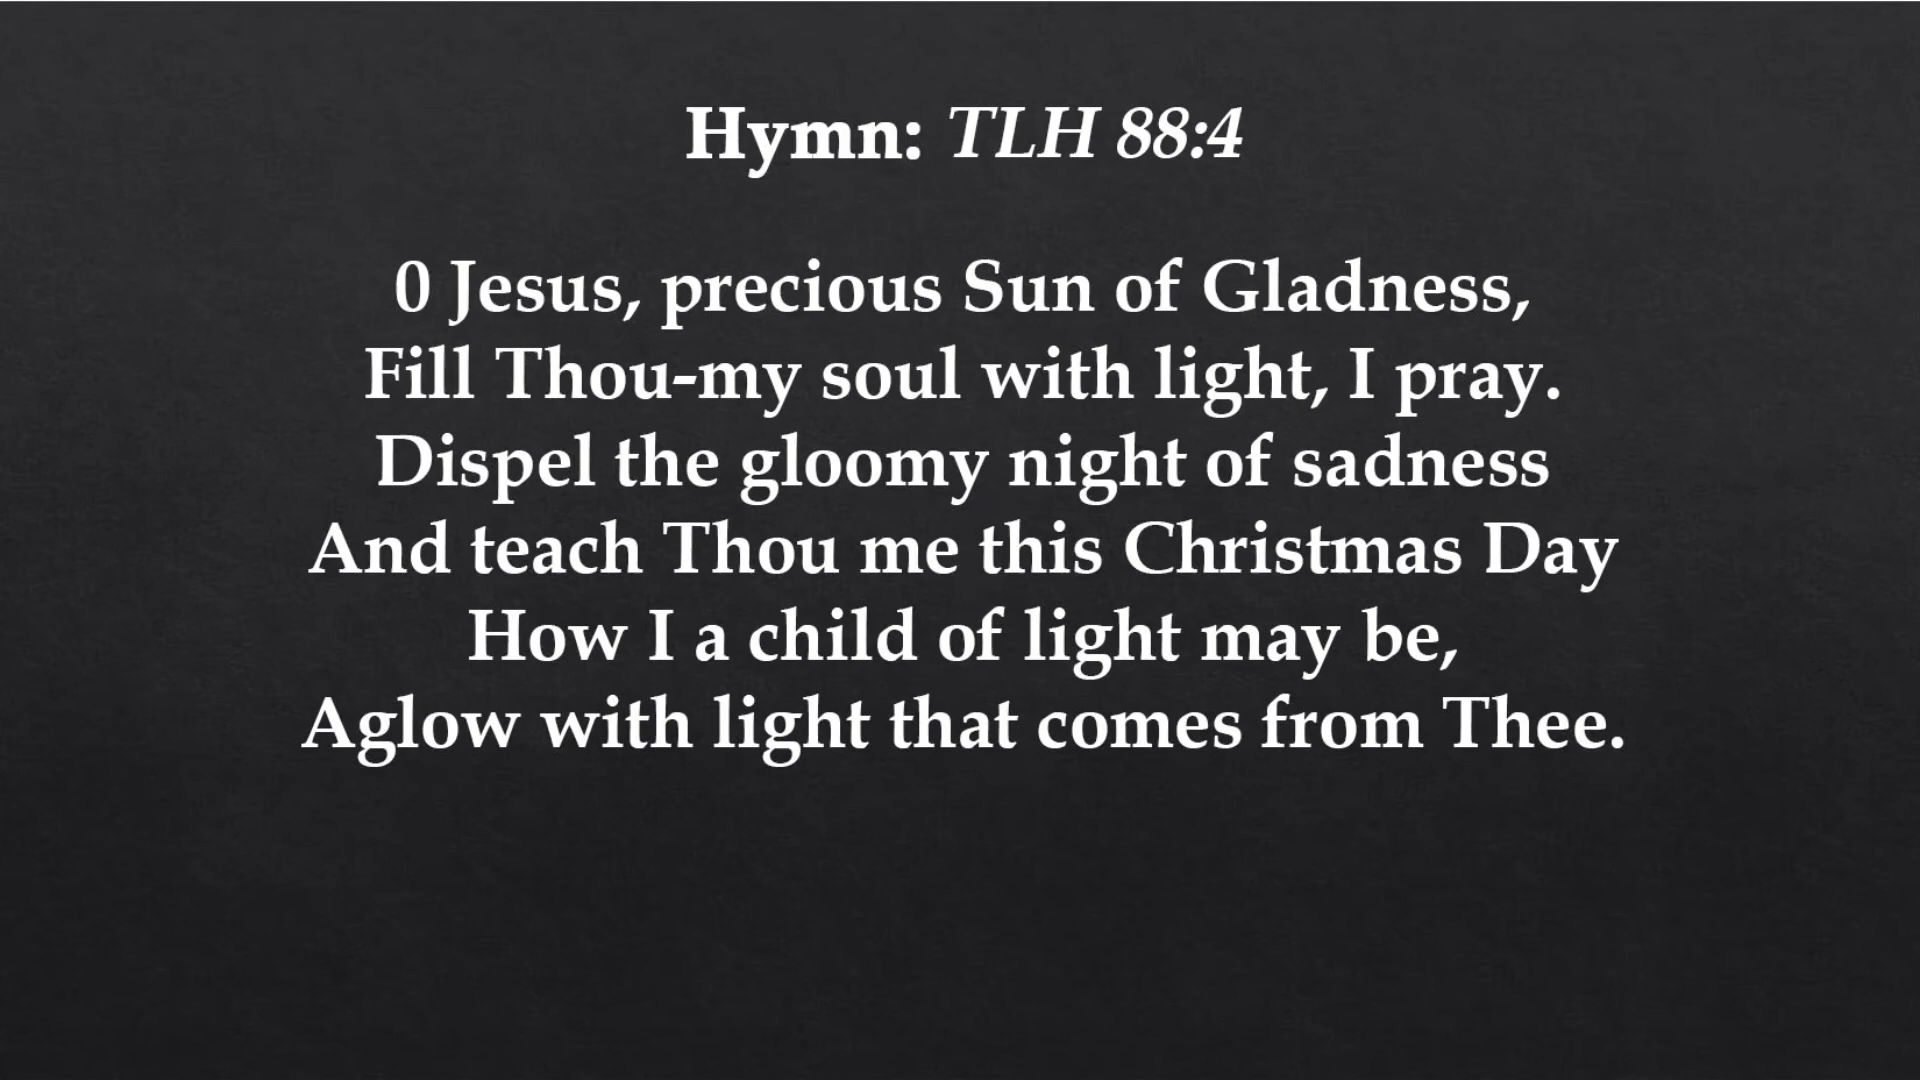 Hymn: TLH 88:4
0 Jesus, precious Sun of Gladness,
Fill Thou-my soul with light, I pray.
Dispel the gloomy night of sadness
And teach Thou me this Christmas Day
How I a child of light may be,
Aglow with light that comes from Thee.